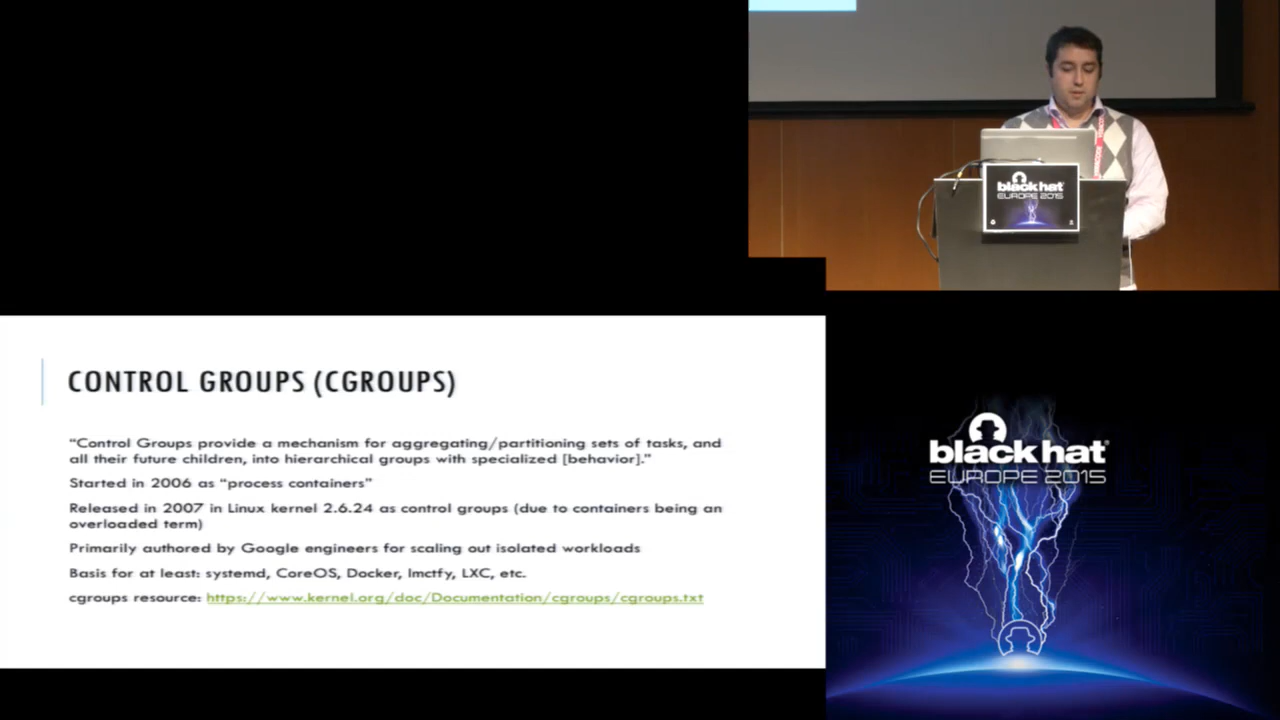 black hat
EUROPE 2015
CONTROL GROUPS (CGROUPS)
“Control Groups provide a mechanism for aggregating/partitioning sets of tasks, and
all their future children, into hierarchical groups with specialized [behavior].”
Started in 2006 as “process containers”
Released in 2007 in Linux kernel 2.6.24 as control groups (due to containers being an
overloaded term)
Primarily authored by Google engineers for scaling out isolated workloads
Basis for at least: systemd, CoreOS, Docker, lmctfy, LXC, etc.
cgroups resource: https://www.kernel.org/doc/Documentation/cgroups/cgroups.txt
black hat
EUROPE 2015